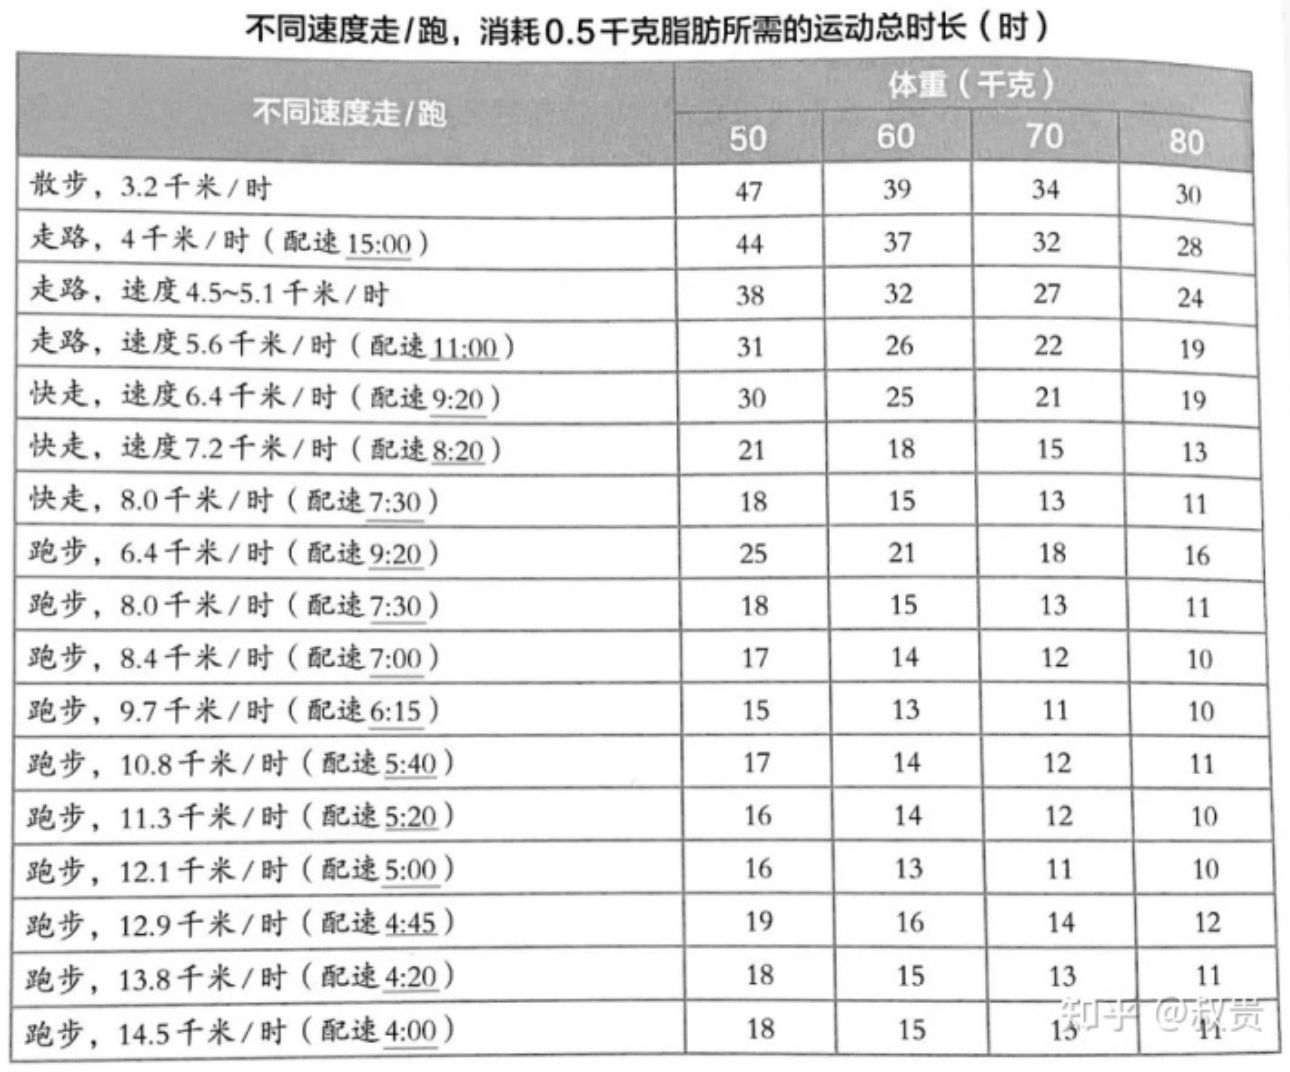 不同速度走/跑，消耗0.5千克脂肪所需的运动总时长（时）
不同速度走/跑 体重（千克）
50 60 70 80
散步，3.2千米/时 47 39 34 30
走路，4千米/时（配速15:00） 44 37 32 28
走路，速度4.5~5.1千米/时 38 32 27 24
走路，速度5.6千米/时（配速11:00） 31 26 22 19
快走，速度6.4千米/时（配速9:20） 30 25 21 19
快走，速度7.2千米/时（配速8:20） 21 18 15 13
快走，8.0千米/时（配速7:30） 18 15 13 11
跑步，6.4千米/时（配速9:20） 25 21 18 16
跑步，8.0千米/时（配速7:30） 18 15 13 11
跑步，8.4千米/时（配速7:00） 17 14 12 10
跑步，9.7千米/时（配速6:15） 15 13 11 10
跑步，10.8千米/时（配速5:40） 17 14 12 11
跑步，11.3千米/时（配速5:20） 16 14 12 10
跑步，12.1千米/时（配速5:00） 16 13 11 10
跑步，12.9千米/时（配速4:45） 19 16 14 12
跑步，13.8千米/时（配速4:20） 18 15 13 11
跑步，14.5千米/时（配速4:00） 18 15 13 11
知乎 @叔贵